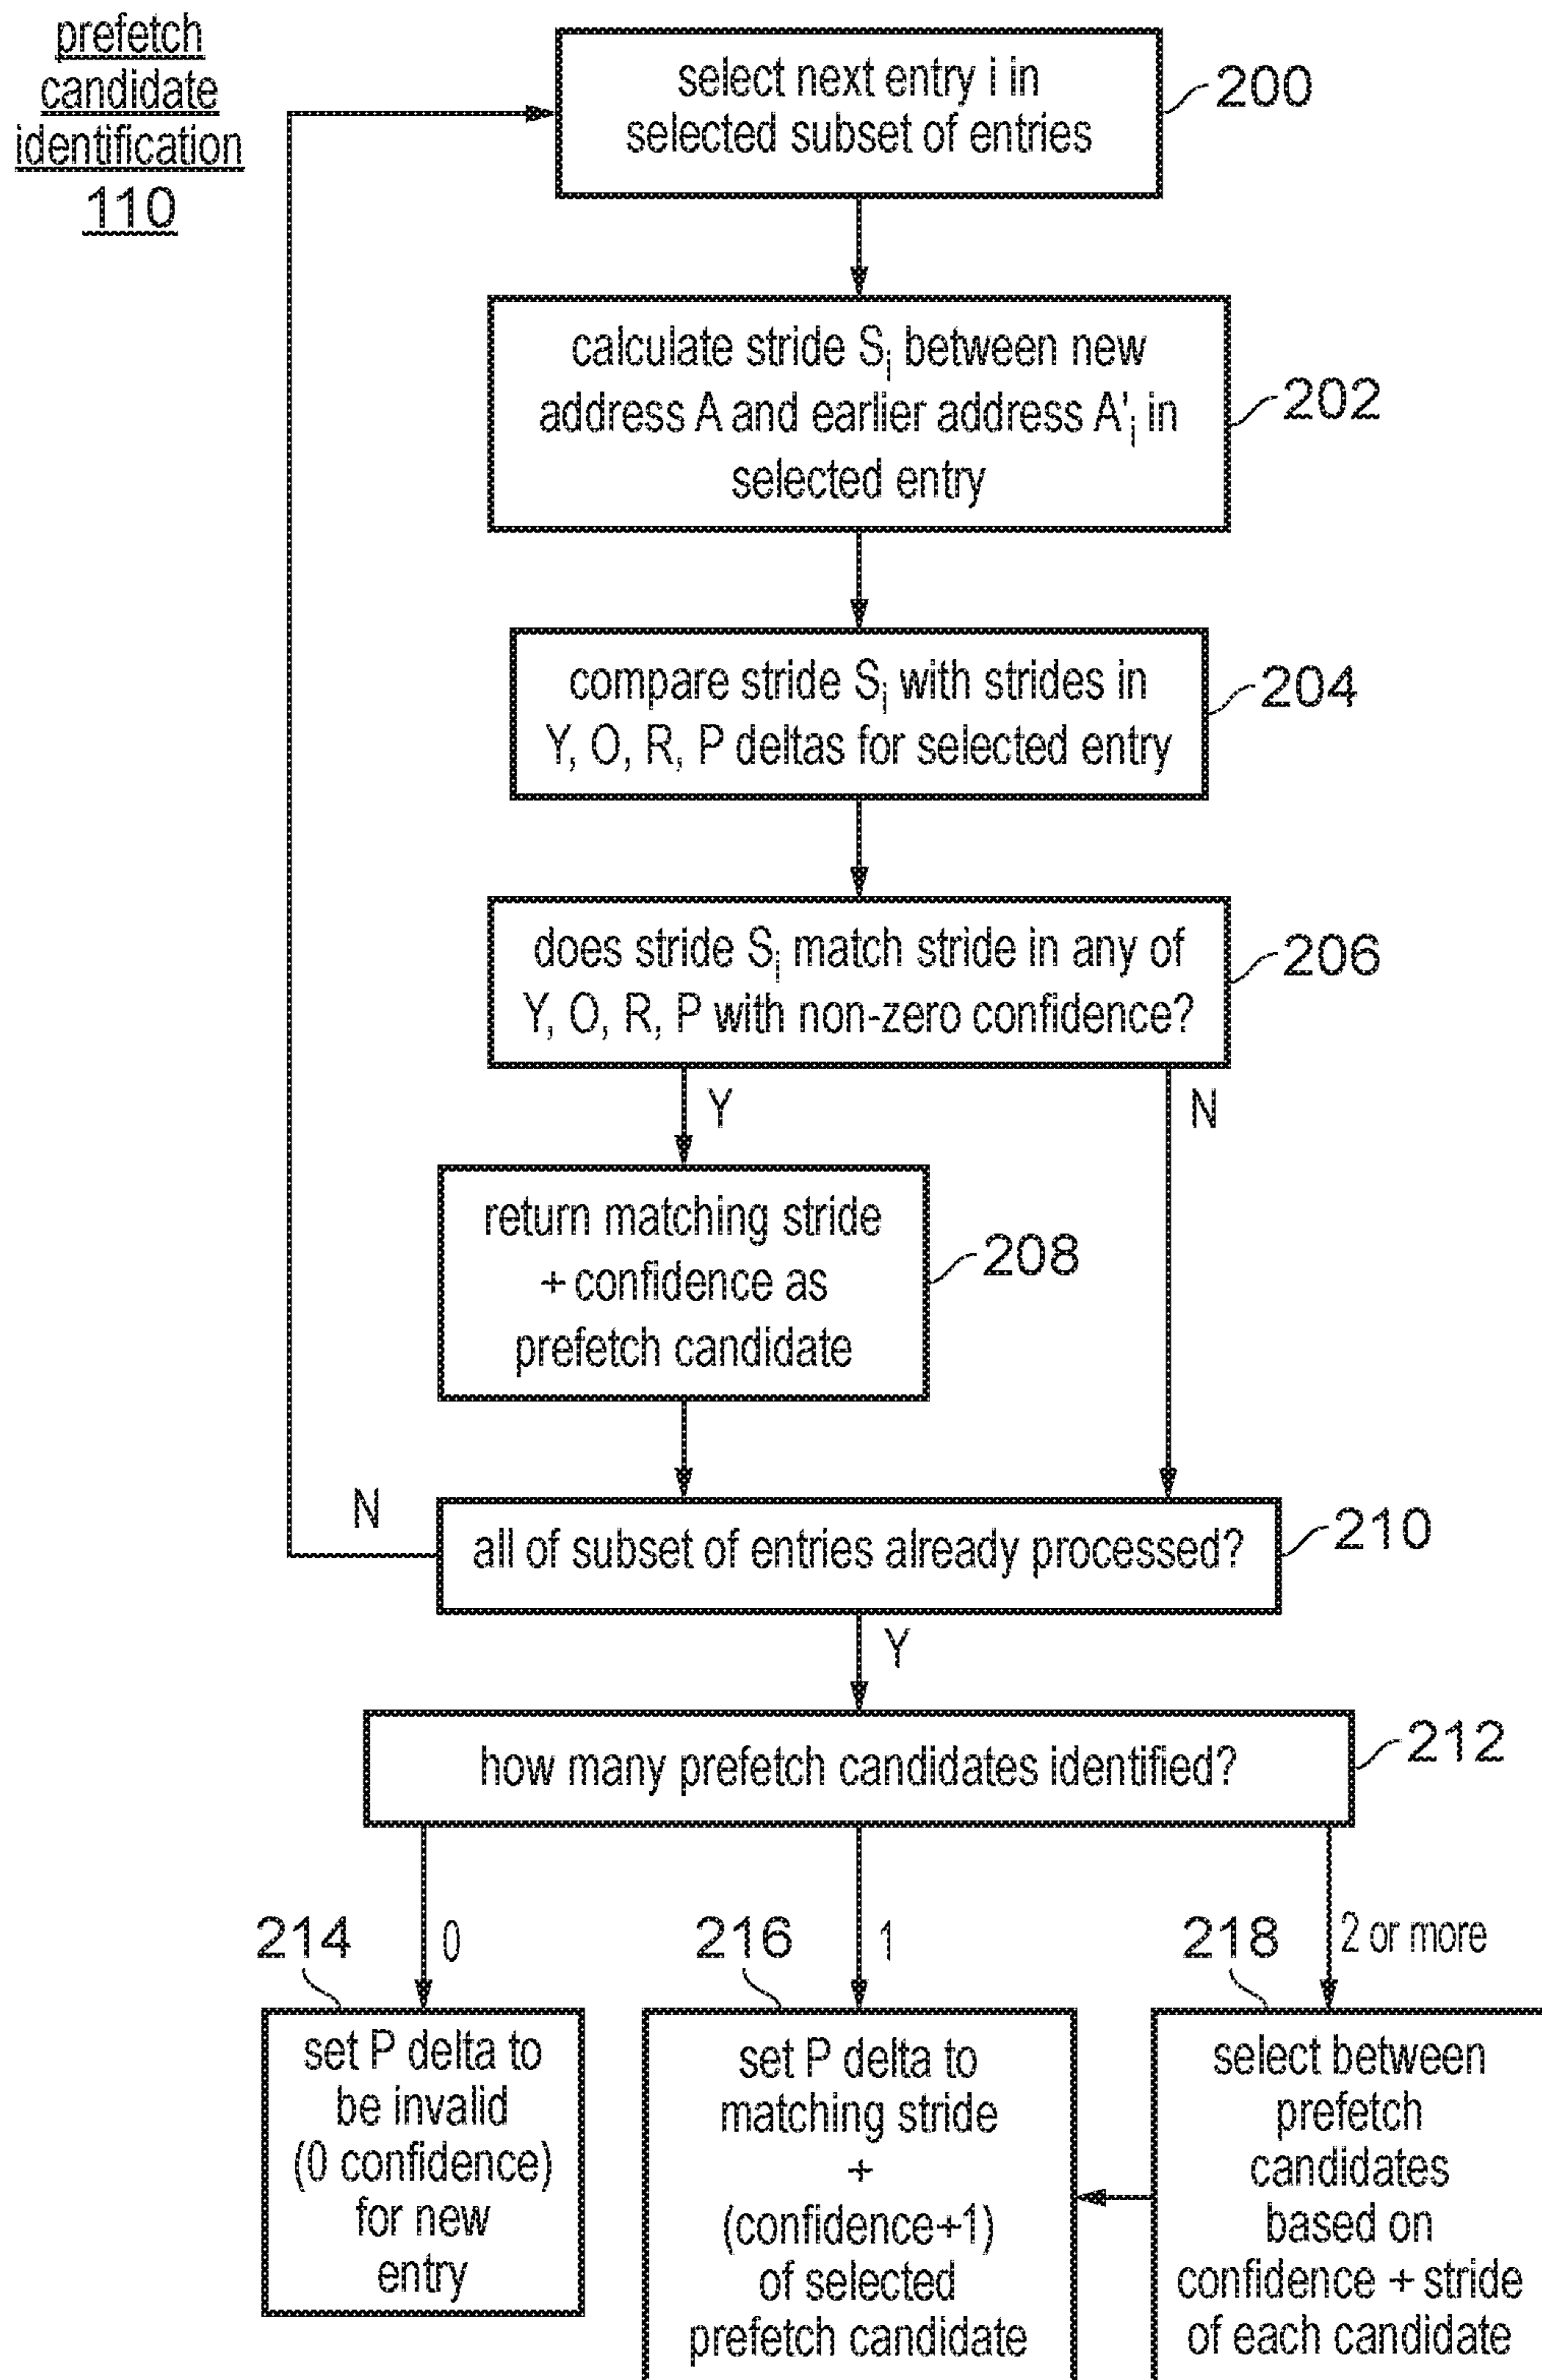 prefetch
candidate
identification
110
select next entry i in
selected subset of entries
200
calculate stride Si between new
address A and earlier address A'i in
selected entry
202
compare stride Si with strides in
Y, O, R, P deltas for selected entry
204
does stride Si match stride in any of
Y, O, R, P with non-zero confidence?
206
Y
N
return matching stride
+ confidence as
prefetch candidate
208
N
all of subset of entries already processed?
210
Y
how many prefetch candidates identified?
212
214
0
216
1
218
2 or more
set P delta to
be invalid
(0 confidence)
for new
entry
set P delta to
matching stride
+
(confidence+1)
of selected
prefetch candidate
select between
prefetch
candidates
based on
confidence + stride
of each candidate